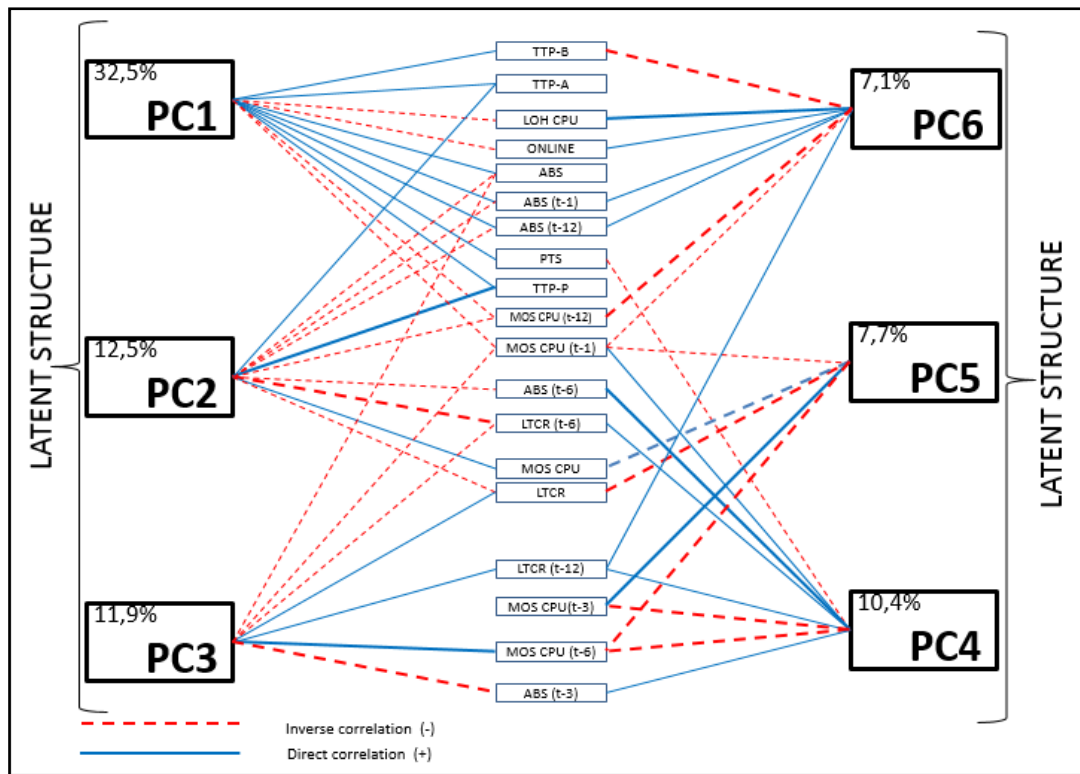 LATENT STRUCTURE
32,5%
PC1
12,5%
PC2
11,9%
PC3
TTP-B
TTP-A
LOH CPU
ONLINE
ABS
ABS (t-1)
ABS (t-12)
PTS
TTP-P
MOS CPU (t-12)
MOS CPU (t-1)
ABS (t-6)
LTCR (t-6)
MOS CPU
LTCR
LTCR (t-12)
MOS CPU(t-3)
MOS CPU (t-6)
ABS (t-3)
7,1%
PC6
7,7%
PC5
10,4%
PC4
LATENT STRUCTURE
Inverse correlation (-)
Direct correlation (+)